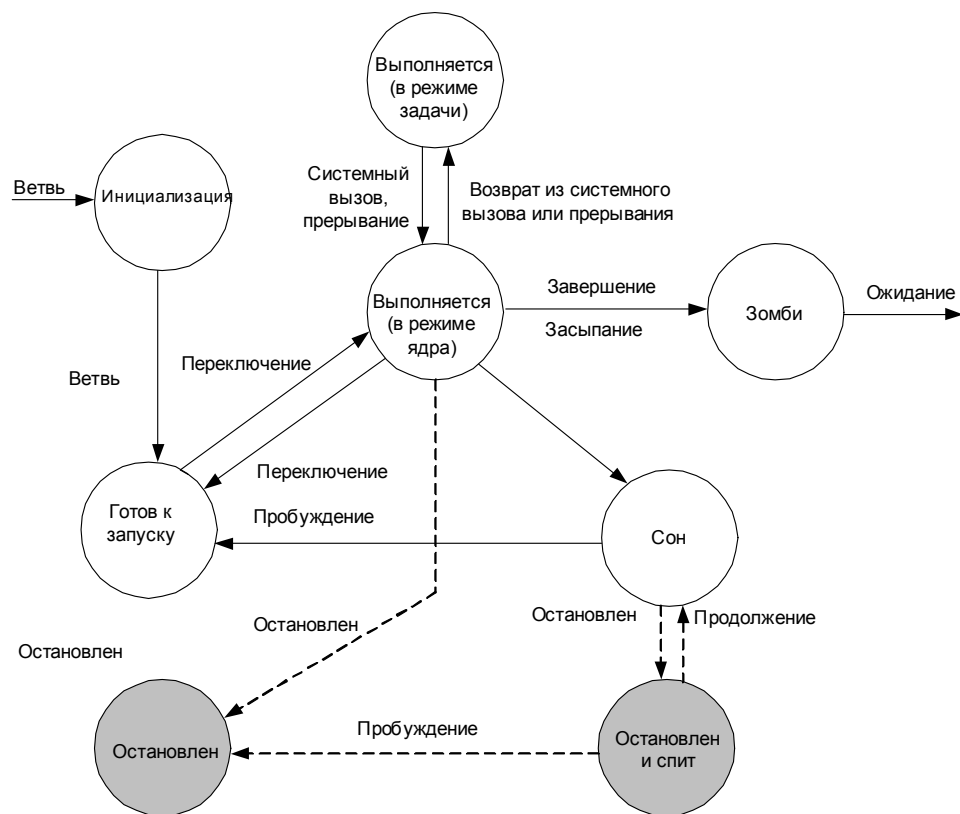 Выполняется
(в режиме
задачи)
Ветвь
Инициализация
Системный
вызов,
прерывание
Возврат из системного
вызова или прерывания
Выполняется
(в режиме
ядра)
Завершение
Засыпание
Зомби
Ожидание
Ветвь
Переключение
Переключение
Готов к
запуску
Пробуждение
Сон
Остановлен
Остановлен
Продолжение
Остановлен
Остановлен
Пробуждение
Остановлен
и спит